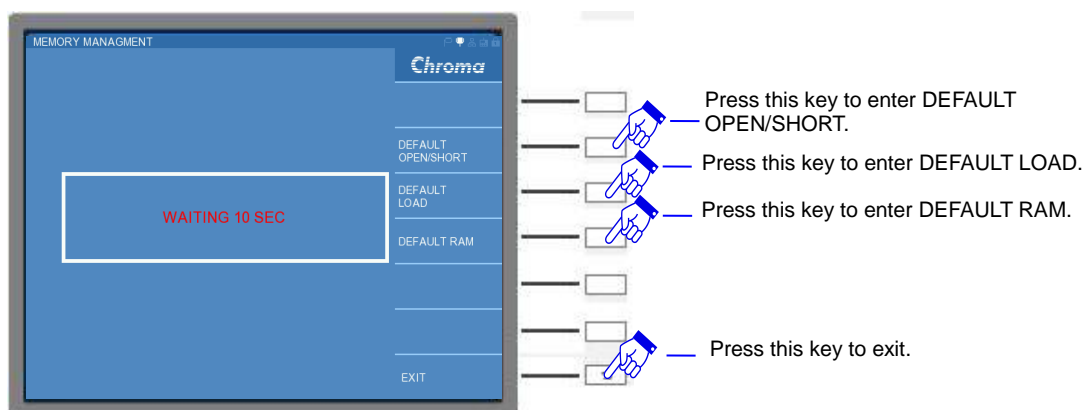 MEMORY MANAGMENT
Chroma
DEFAULT
OPEN/SHORT
DEFAULT
LOAD
DEFAULT RAM
EXIT
WAITING 10 SEC
Press this key to enter DEFAULT
OPEN/SHORT.
Press this key to enter DEFAULT LOAD.
Press this key to enter DEFAULT RAM.
Press this key to exit.